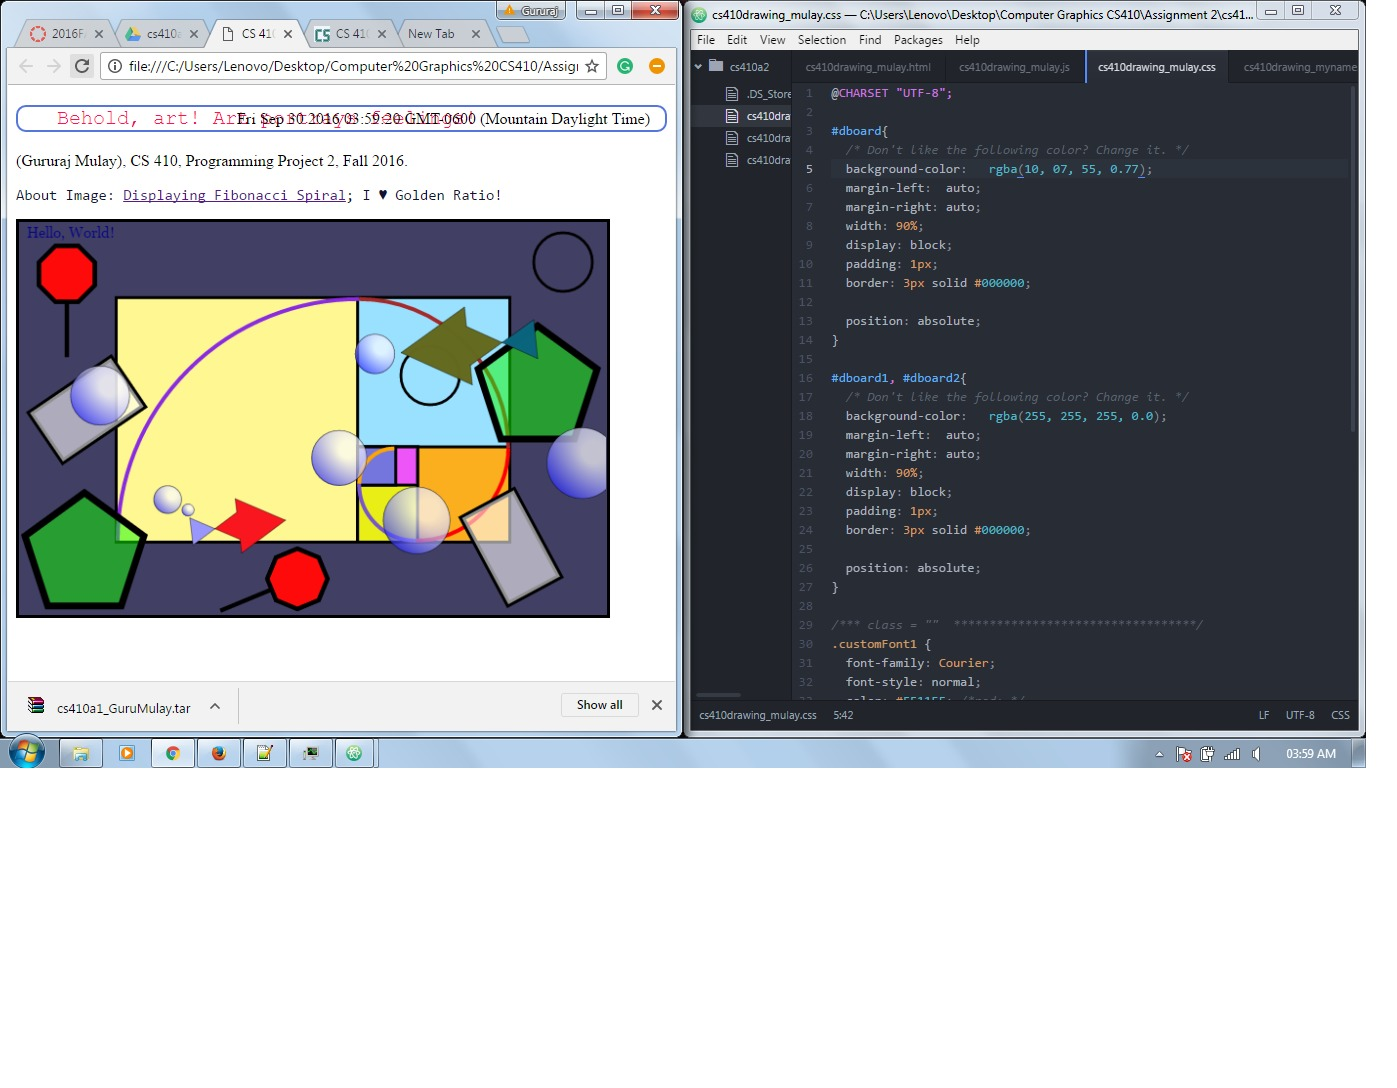 Gururaj
2016F
cs410
CS 41
CS 41
New Tab
file:///C:/Users/Lenovo/Desktop/Computer%20Graphics%20CS410/Assig
Behold, art! Art portrays feelings!
Fri Sep 30 2016 03:59:20 GMT-0600 (Mountain Daylight Time)
(Gururaj Mulay), CS 410, Programming Project 2, Fall 2016.
About Image: Displaying Fibonacci Spiral; I ♥ Golden Ratio!
Hello, World!
cs410a1_GuruMulay.tar
Show all
cs410drawing_mulay.css — C:\Users\Lenovo\Desktop\Computer Graphics CS410\Assignment 2\cs41...
File Edit View Selection Find Packages Help
cs410a2
.DS_Store
cs410dra
cs410dra
cs410dra
cs410drawing_mulay.html cs410drawing_mulay.js cs410drawing_mulay.css cs410drawing_myname
1 @CHARSET "UTF-8";
2
3 #dboard{
4 /* Don't like the following color? Change it. */
5 background-color: rgba(10, 07, 55, 0.77);
6 margin-left: auto;
7 margin-right: auto;
8 width: 90%;
9 display: block;
10 padding: 1px;
11 border: 3px solid #000000;
12
13 position: absolute;
14 }
15
16 #dboard1, #dboard2{
17 /* Don't like the following color? Change it. */
18 background-color: rgba(255, 255, 255, 0.0);
19 margin-left: auto;
20 margin-right: auto;
21 width: 90%;
22 display: block;
23 padding: 1px;
24 border: 3px solid #000000;
25
26 position: absolute;
27 }
28
29 /*** class = "" **********************************/
30 .customFont1 {
31 font-family: Courier;
32 font-style: normal;
cs410drawing_mulay.css 5:42 LF UTF-8 CSS
03:59 AM